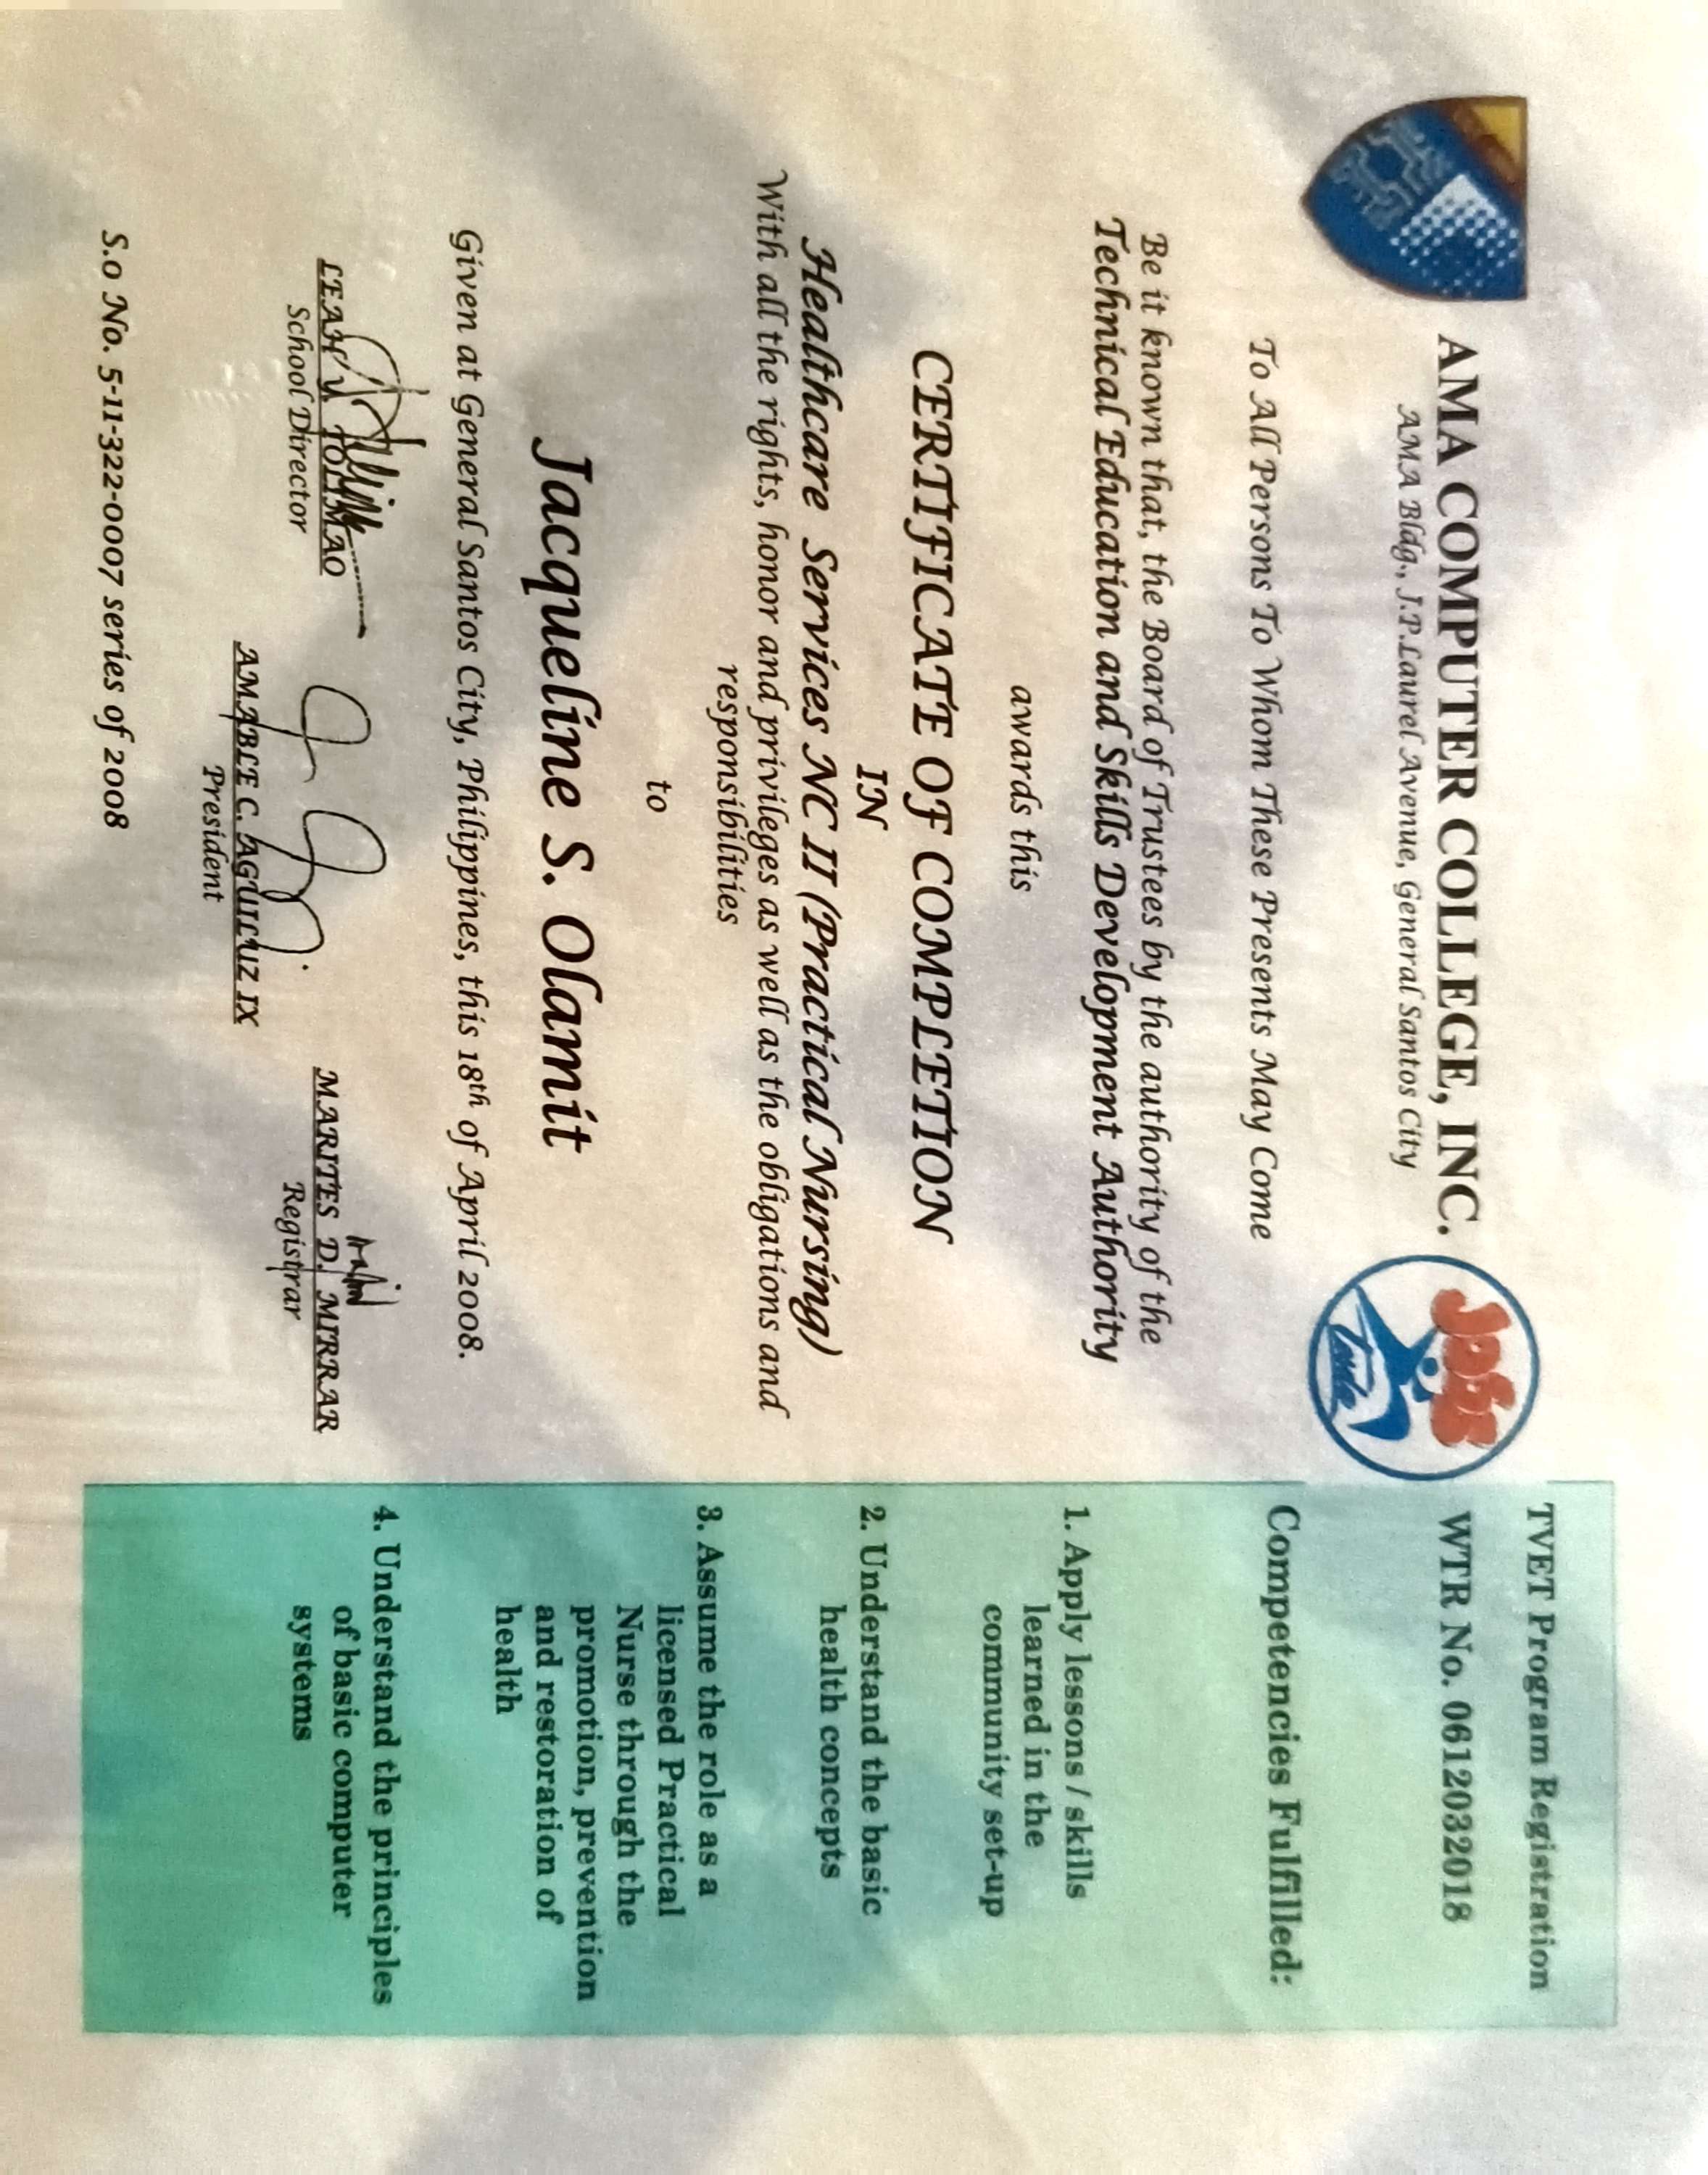 AMA COMPUTER COLLEGE, INC.
AMA Bldg., J.P.Laurel Avenue, General Santos City
To All Persons To Whom These Presents May Come
Be it known that, the Board of Trustees by the authority of the
Technical Education and Skills Development Authority
awards this
CERTIFICATE OF COMPLETION
IN
Healthcare Services NC II (Practical Nursing)
With all the rights, honor and privileges as well as the obligations and
responsibilities
to
Jacqueline S. Olamit
Given at General Santos City, Philippines, this 18th of April 2008.
LEAH
School Director
AMABLE C. AGUILUZ IX
President
MARITES D. MIRRAR
Registrar
S.o No. 5-11-322-0007 series of 2008
Tesda
TVET Program Registration
WTR No. 0612032018
Competencies Fulfilled:
1. Apply lessons / skills
learned in the
community set-up
2. Understand the basic
health concepts
3. Assume the role as a
licensed Practical
Nurse through the
promotion, prevention
and restoration of
health
4. Understand the principles
of basic computer
systems